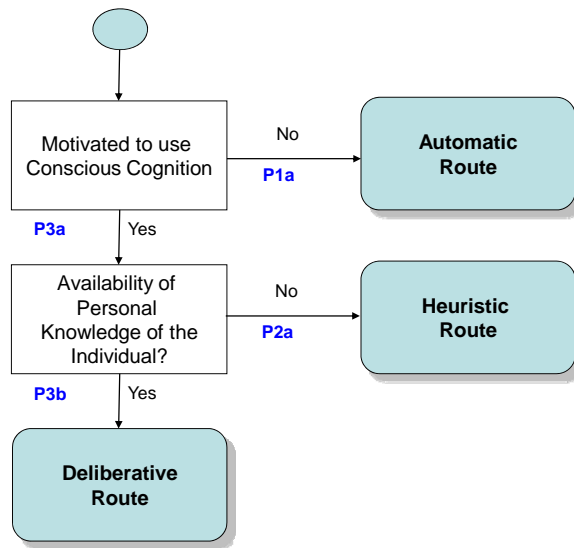 Motivated to use
Conscious Cognition
No
P1a
Automatic
Route
P3a
Yes
Availability of
Personal
Knowledge of the
Individual?
No
P2a
Heuristic
Route
P3b
Yes
Deliberative
Route